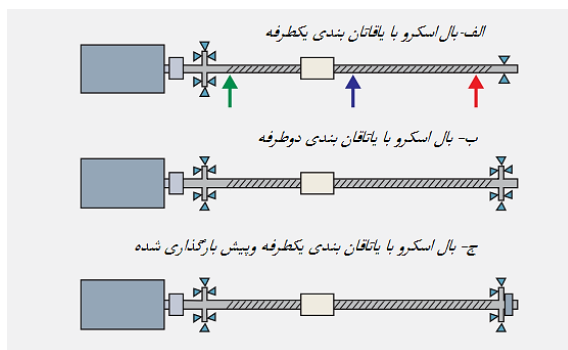 الف-بال اسکرو با یاقاتان بندی یکطرفه
ب- بال اسکرو با یاتاقان بندی دوطرفه
ج- بال اسکرو با یاتاقان بندی یکطرفه وپیش بارگذاری شده